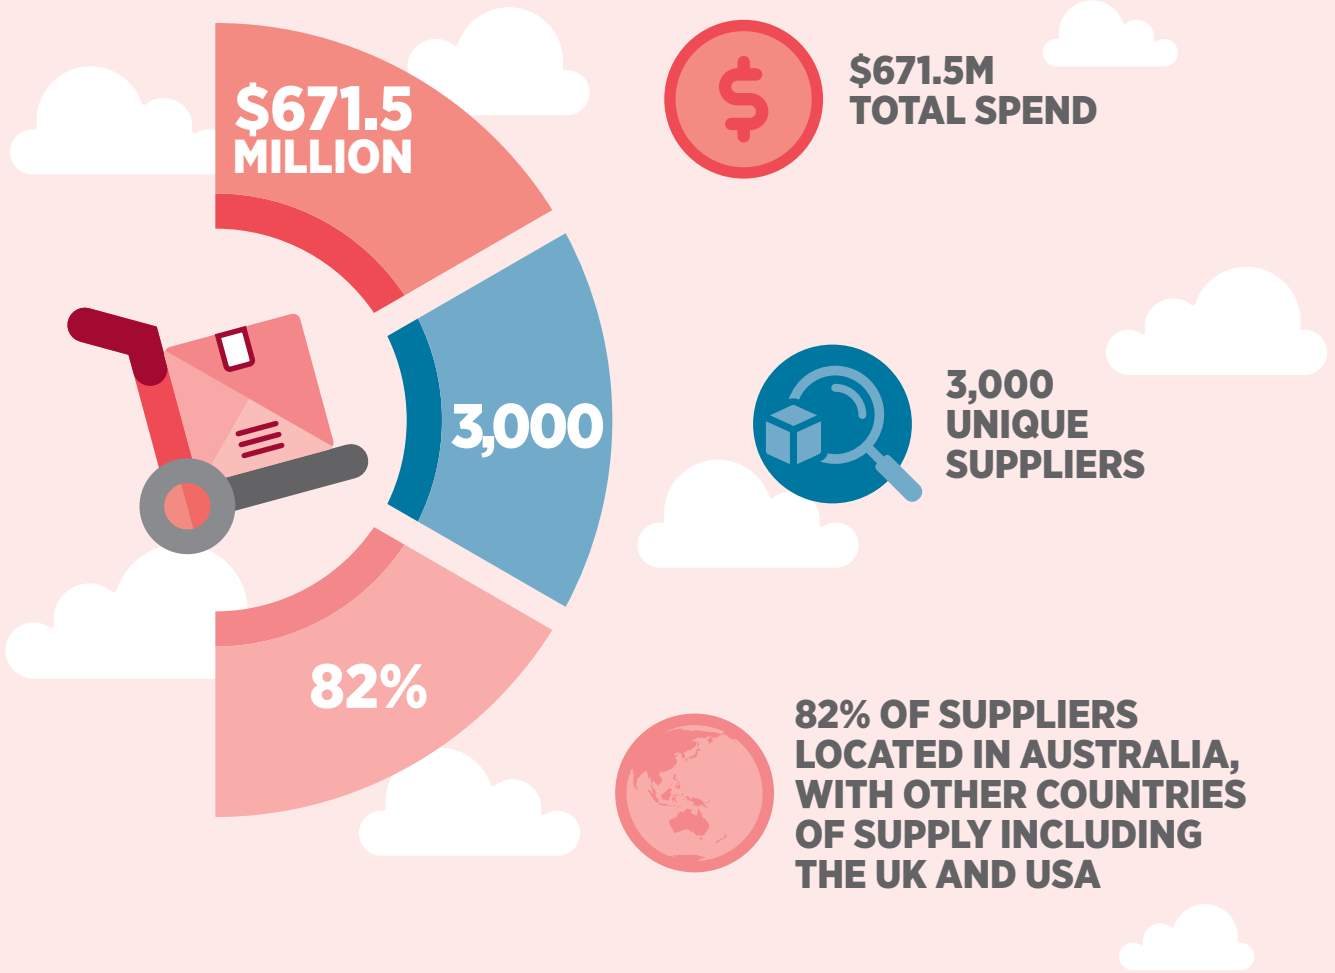 $671.5
MILLION
$671.5M
TOTAL SPEND
3,000
3,000
UNIQUE
SUPPLIERS
82%
82% OF SUPPLIERS
LOCATED IN AUSTRALIA,
WITH OTHER COUNTRIES
OF SUPPLY INCLUDING
THE UK AND USA